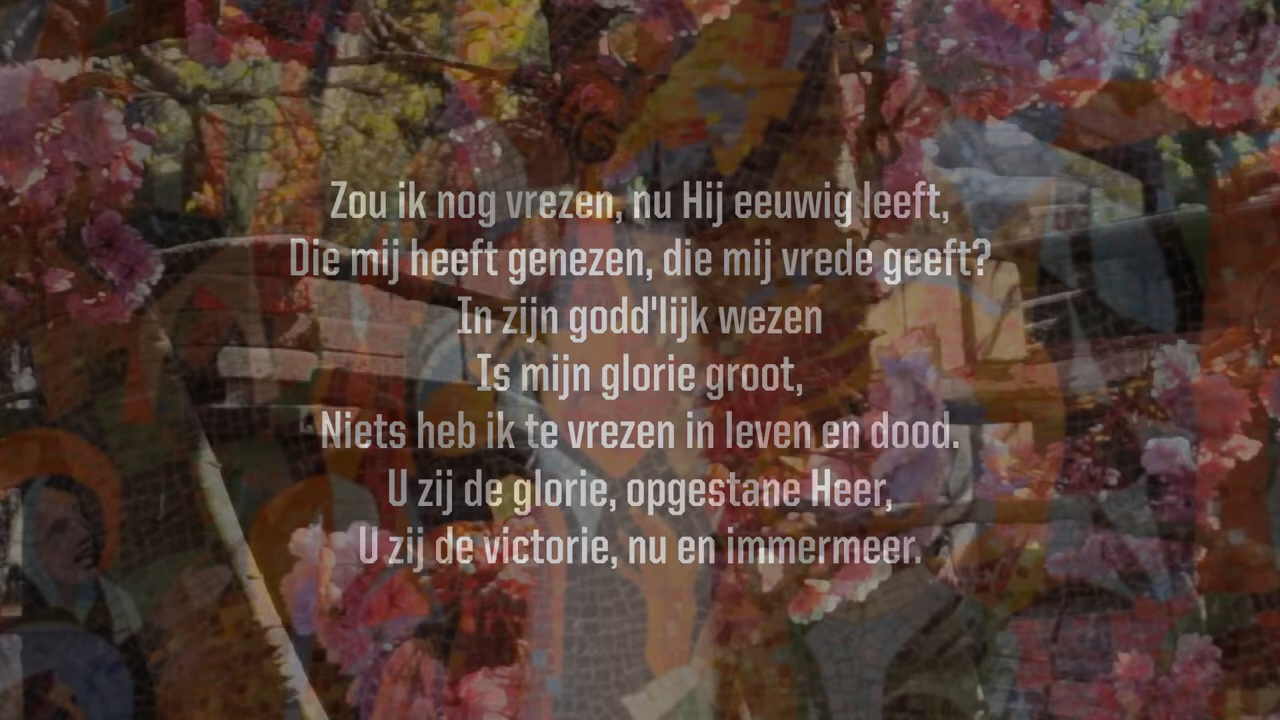 Zou ik nog vrezen, nu Hij eeuwig leeft,
Die mij heeft genezen, die mij vrede geeft?
In zijn godd'lijk wezen
Is mijn glorie groot,
Niets heb ik te vrezen in leven en dood.
U zij de glorie, opgestane Heer,
U zij de victorie, nu en immermeer.